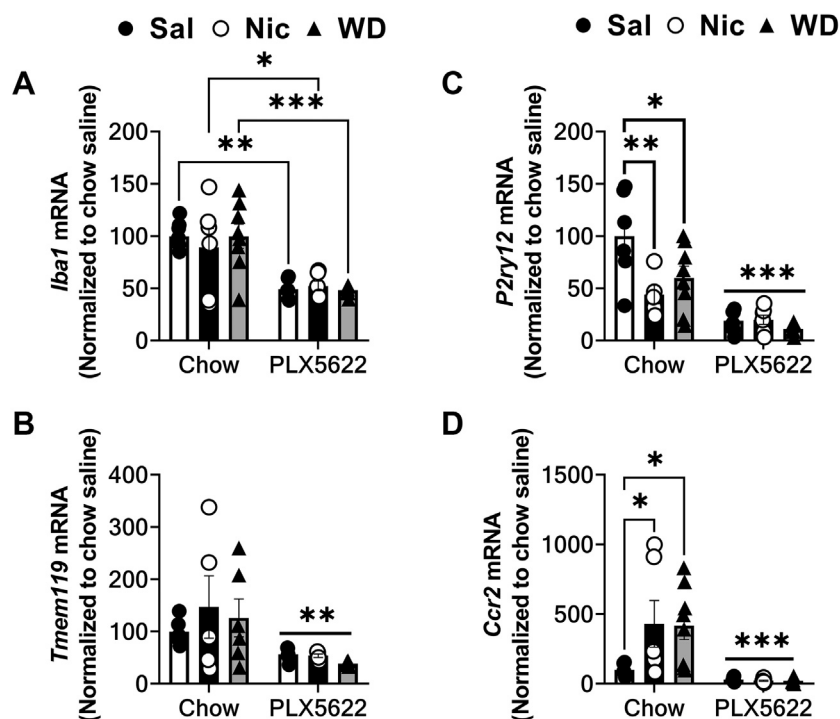 ● Sal ○ Nic ▲ WD
A
Iba1 mRNA
(Normalized to chow saline)
200
150
100
50
0
*
***
**
Chow PLX5622
B
Tmem119 mRNA
(Normalized to chow saline)
400
300
200
100
0
**
Chow PLX5622
● Sal ○ Nic ▲ WD
C
P2ry12 mRNA
(Normalized to chow saline)
200
150
100
50
0
*
**
***
Chow PLX5622
D
Ccr2 mRNA
(Normalized to chow saline)
1500
1000
500
0
*
*
***
Chow PLX5622